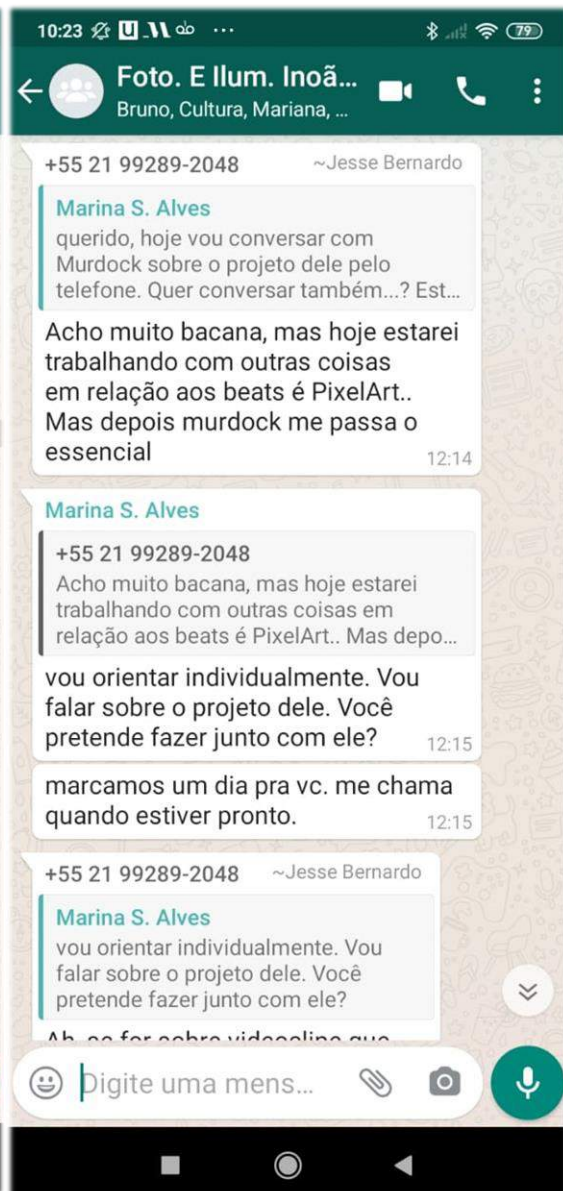 10:23
79
Foto. E Ilum. Inoã...
Bruno, Cultura, Mariana, ...
+55 21 99289-2048 ~Jesse Bernardo
Marina S. Alves
querido, hoje vou conversar com
Murdock sobre o projeto dele pelo
telefone. Quer conversar também...? Est...
Acho muito bacana, mas hoje estarei
trabalhando com outras coisas
em relação aos beats é PixelArt..
Mas depois murdock me passa o
essencial
12:14
Marina S. Alves
+55 21 99289-2048
Acho muito bacana, mas hoje estarei
trabalhando com outras coisas em
relação aos beats é PixelArt.. Mas depo...
vou orientar individualmente. Vou
falar sobre o projeto dele. Você
pretende fazer junto com ele?
12:15
marcamos um dia pra vc. me chama
quando estiver pronto.
12:15
+55 21 99289-2048 ~Jesse Bernardo
Marina S. Alves
vou orientar individualmente. Vou
falar sobre o projeto dele. Você
pretende fazer junto com ele?
Ah, se for sobre videoclipe que
Digite uma mens...